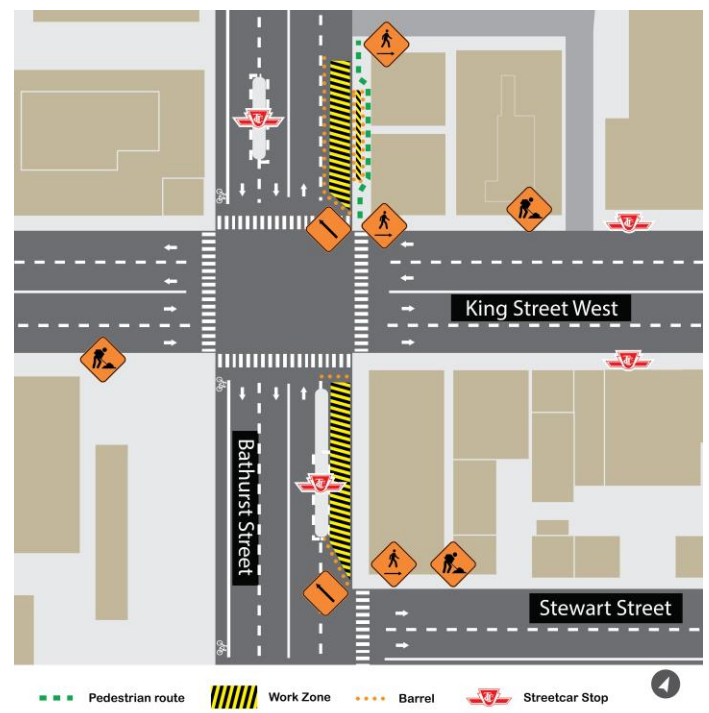 King Street West
Bathurst Street
Stewart Street
Pedestrian route
Work Zone
Barrel
Streetcar Stop